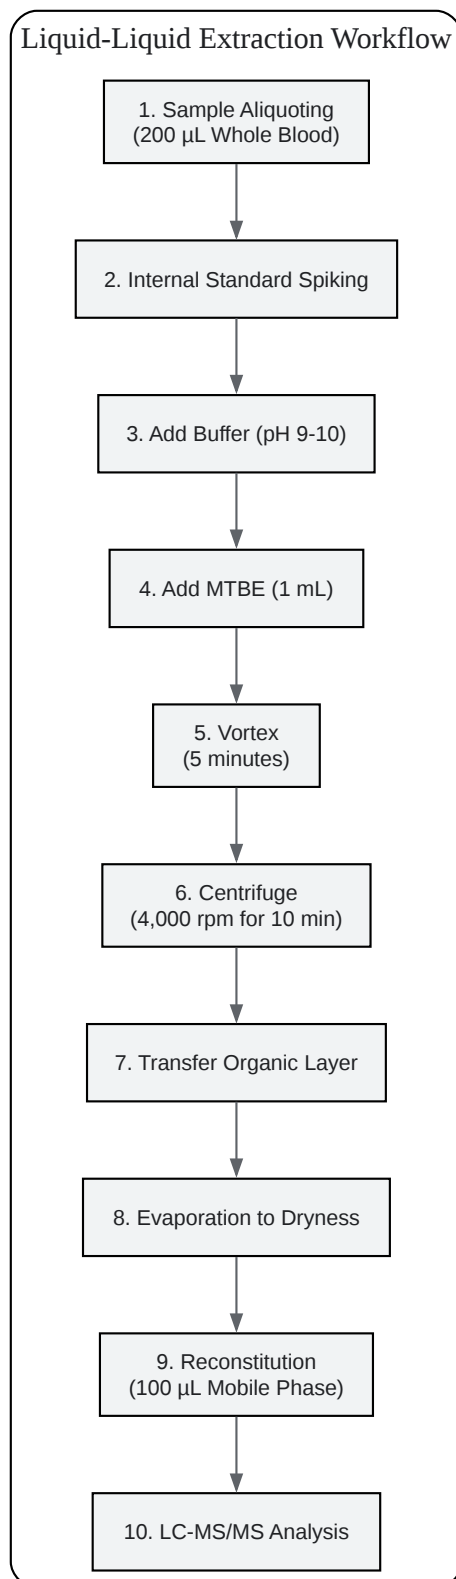 Liquid-Liquid Extraction Workflow
1. Sample Aliquoting
(200 µL Whole Blood)
2. Internal Standard Spiking
3. Add Buffer (pH 9-10)
4. Add MTBE (1 mL)
5. Vortex
(5 minutes)
6. Centrifuge
(4,000 rpm for 10 min)
7. Transfer Organic Layer
8. Evaporation to Dryness
9. Reconstitution
(100 µL Mobile Phase)
10. LC-MS/MS Analysis